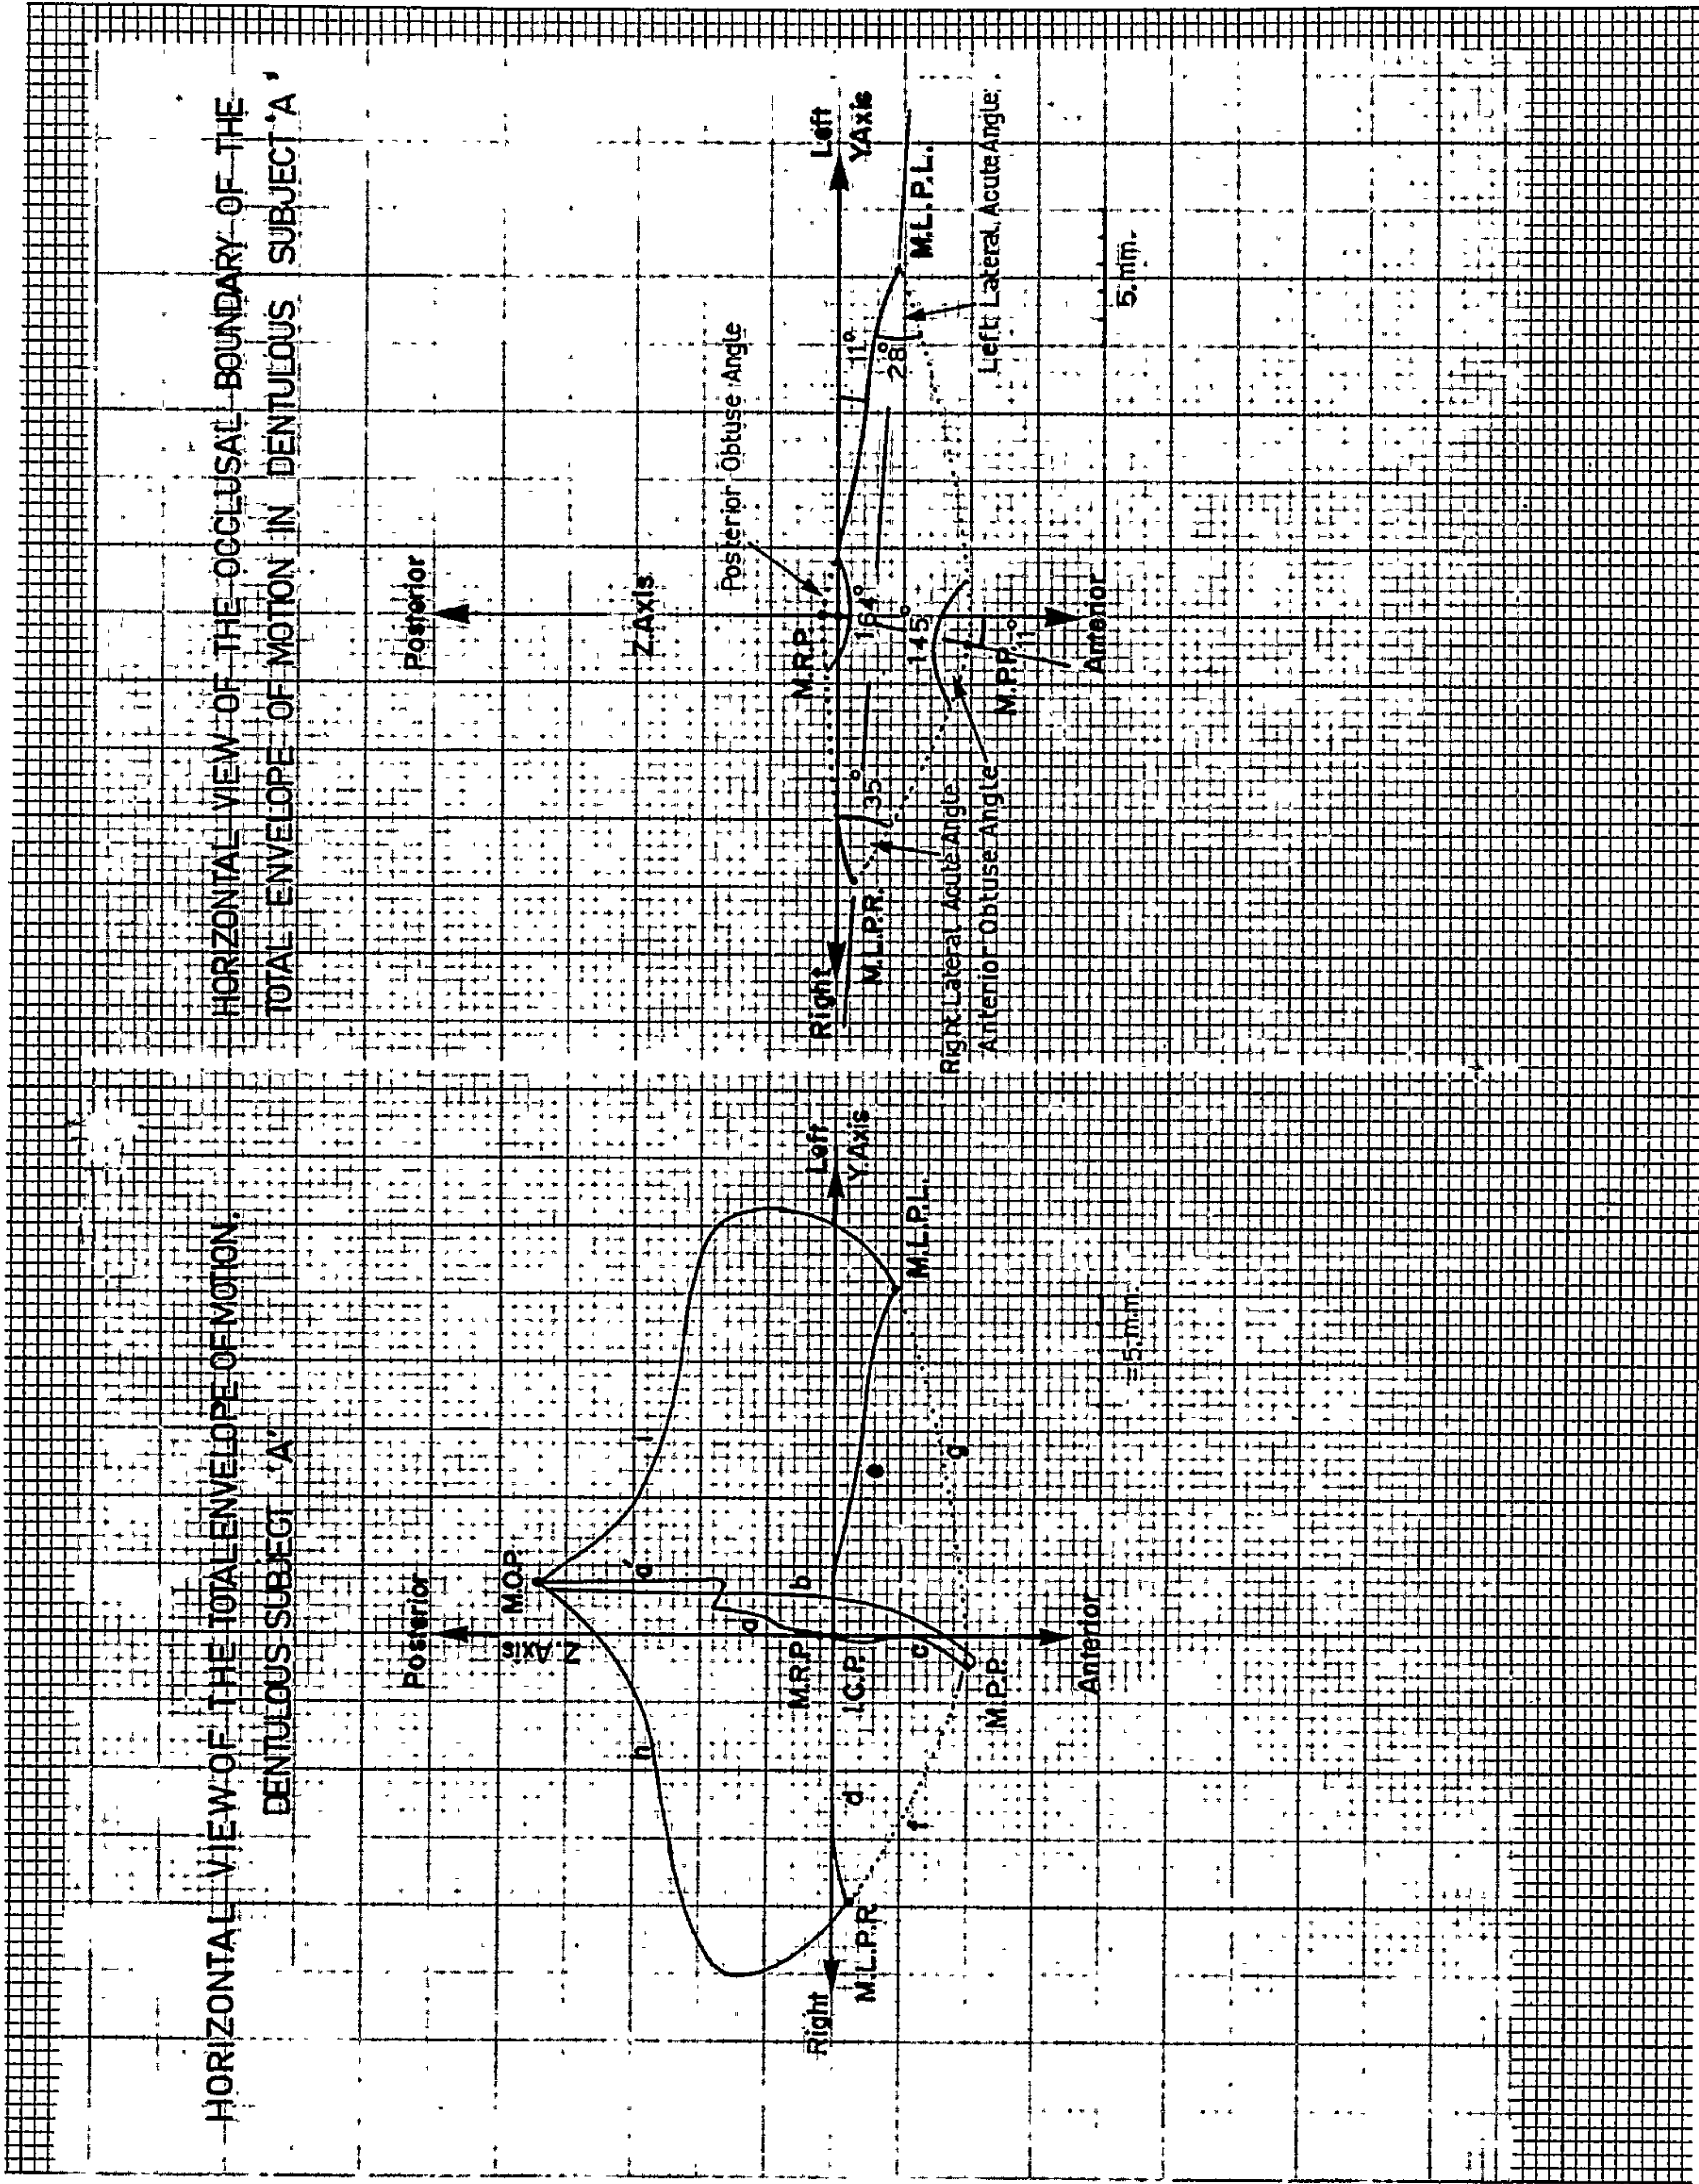 HORIZONTAL VIEW OF THE TOTAL ENVELOPE OF MOTION.
DENTULOUS SUBJECT 'A'
Posterior
M.O.P.
Z. Axis
a'
i
h
a
b
M.R.P.
Left
Y.Axis
Right
I.C.P.
d
e
c
f
g
M.L.P.R
M.L.P.L.
M.P.P.
Anterior
=5.m.m.
HORIZONTAL VIEW OF THE OCCLUSAL BOUNDARY OF THE
TOTAL ENVELOPE OF MOTION IN DENTULOUS SUBJECT 'A'
Posterior
Z.Axis
Posterior Obtuse Angle
M.R.P.
Left
Y.Axis
Right
11°
164°
28°
35°
145°
M.L.P.R.
M.L.P.L.
M.P.P.
11°
Right Lateral Acute Angle
Left Lateral Acute Angle.
Anterior Obtuse Angle
Anterior
5.mm.